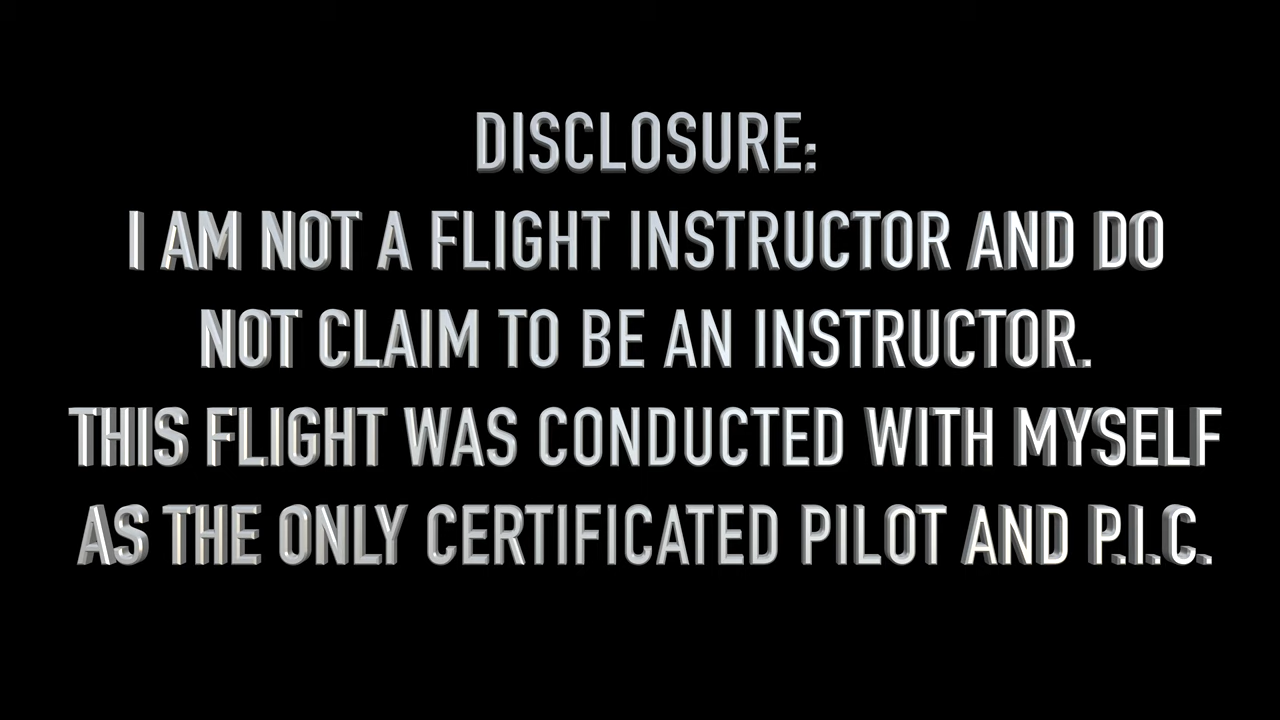 DISCLOSURE:
I AM NOT A FLIGHT INSTRUCTOR AND DO
NOT CLAIM TO BE AN INSTRUCTOR.
THIS FLIGHT WAS CONDUCTED WITH MYSELF
AS THE ONLY CERTIFICATED PILOT AND P.I.C.